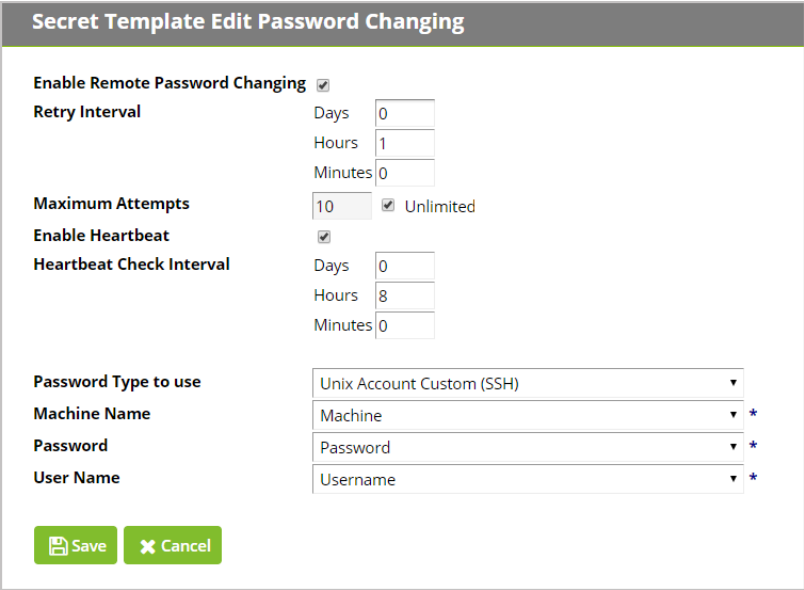 Secret Template Edit Password Changing
Enable Remote Password Changing
Retry Interval Days 0
Hours 1
Minutes 0
Maximum Attempts 10 Unlimited
Enable Heartbeat
Heartbeat Check Interval Days 0
Hours 8
Minutes 0
Password Type to use Unix Account Custom (SSH)
Machine Name Machine *
Password Password *
User Name Username *
Save Cancel